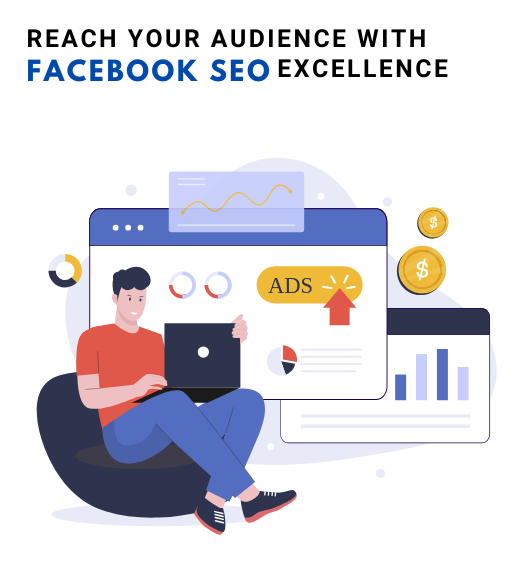 REACH YOUR AUDIENCE WITH
FACEBOOK SEO EXCELLENCE
$
$
ADS